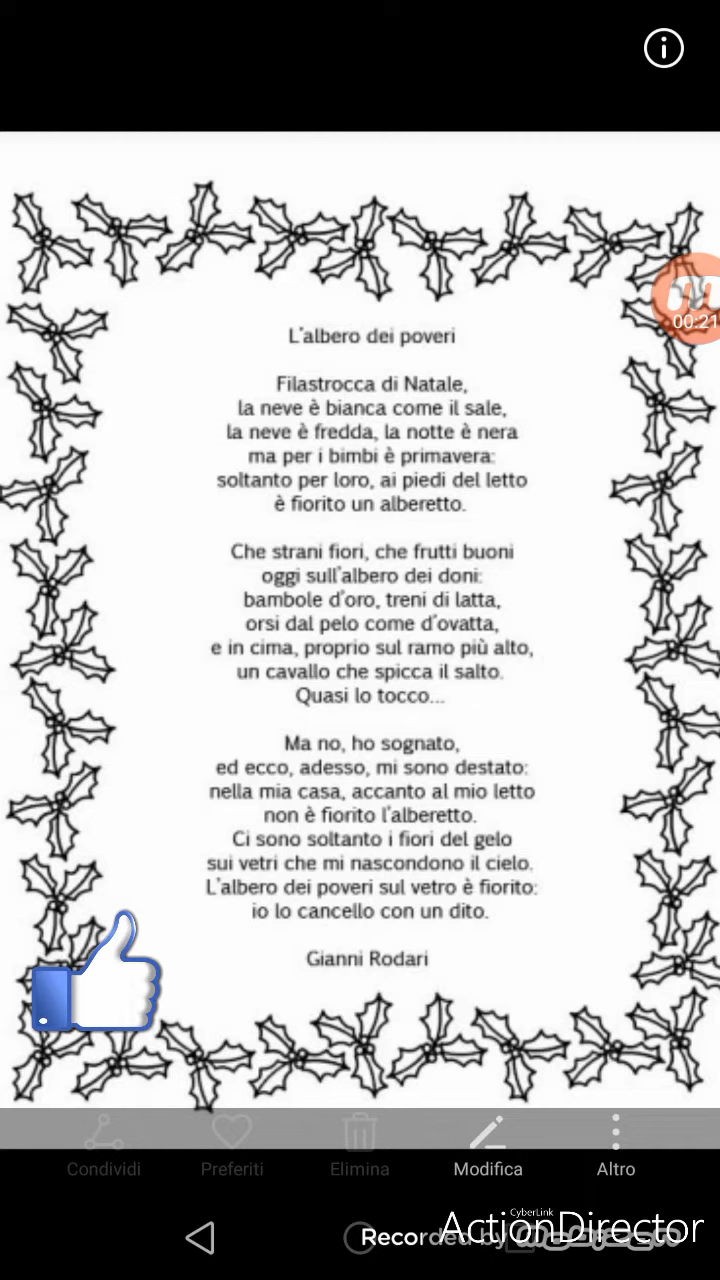 00:21
L'albero dei poveri
Filastrocca di Natale,
la neve è bianca come il sale,
la neve è fredda, la notte è nera
ma per i bimbi è primavera:
soltanto per loro, ai piedi del letto
è fiorito un alberetto.
Che strani fiori, che frutti buoni
oggi sull'albero dei doni:
bambole d'oro, treni di latta,
orsi dal pelo come d'ovatta,
e in cima, proprio sul ramo più alto,
un cavallo che spicca il salto.
Quasi lo tocco...
Ma no, ho sognato,
ed ecco, adesso, mi sono destato:
nella mia casa, accanto al mio letto
non è fiorito l'alberetto.
Ci sono soltanto i fiori del gelo
sui vetri che mi nascondono il cielo.
L'albero dei poveri sul vetro è fiorito:
io lo cancello con un dito.
Gianni Rodari
Condividi Preferiti Elimina Modifica Altro
CyberLink
ActionDirector
Recorded by